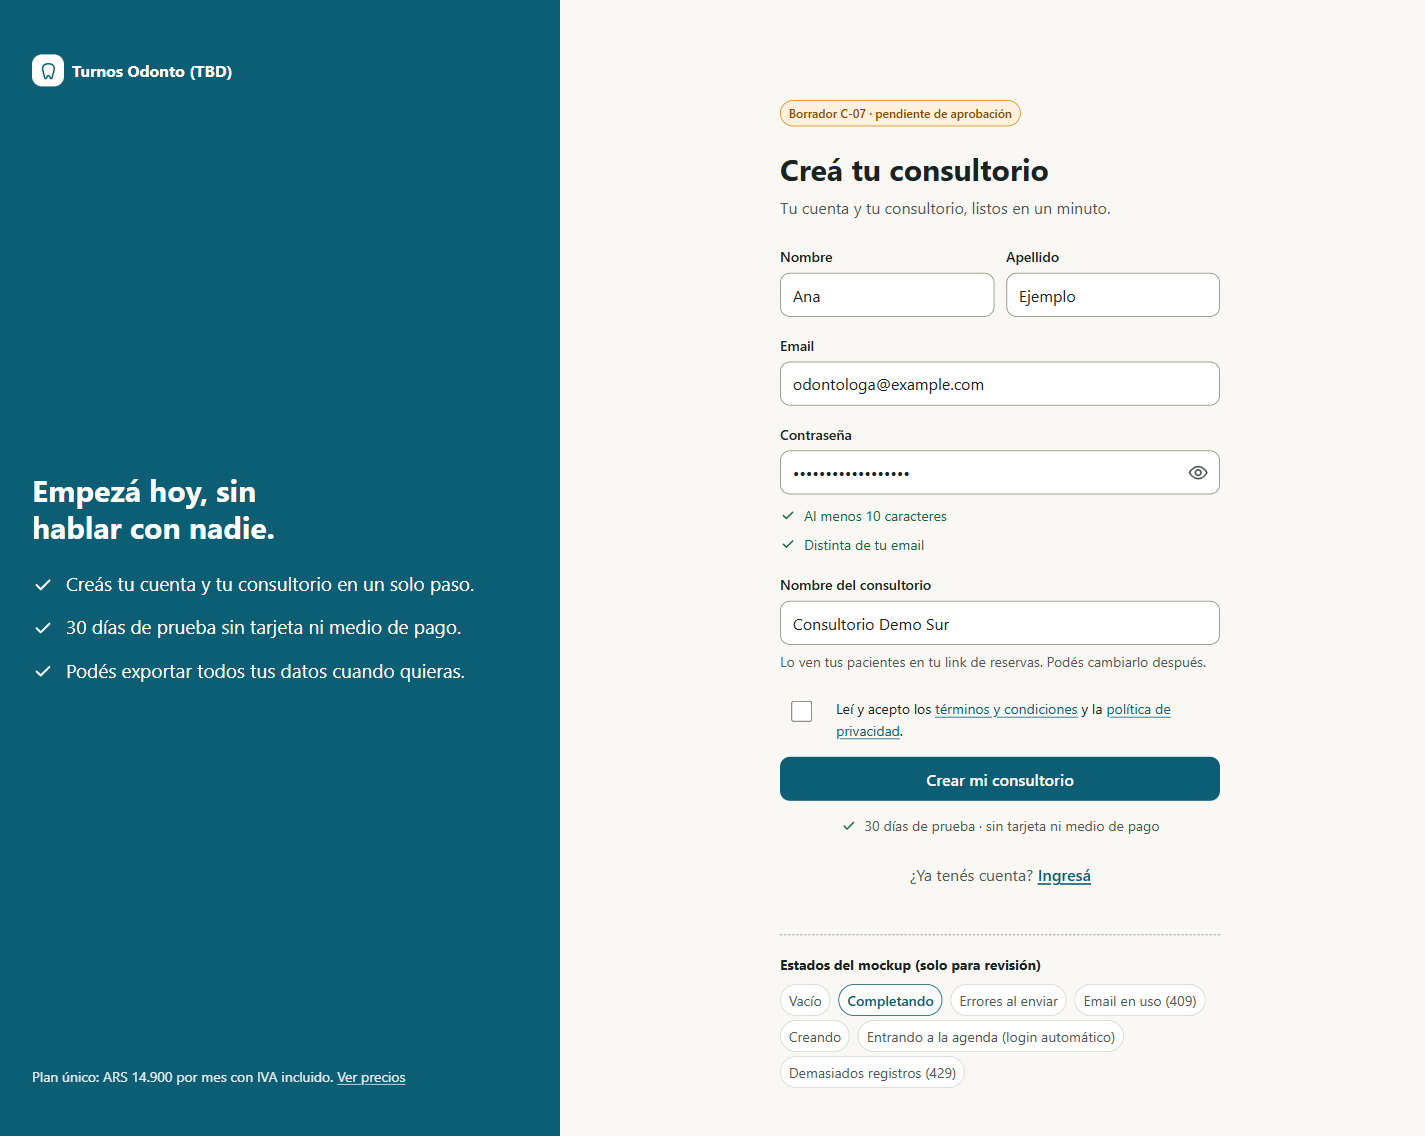 Turnos Odonto (TBD)
Empezá hoy, sin
hablar con nadie.
Creás tu cuenta y tu consultorio en un solo paso.
30 días de prueba sin tarjeta ni medio de pago.
Podés exportar todos tus datos cuando quieras.
Plan único: ARS 14.900 por mes con IVA incluido. Ver precios
Borrador C-07 · pendiente de aprobación
Creá tu consultorio
Tu cuenta y tu consultorio, listos en un minuto.
Nombre
Apellido
Ana
Ejemplo
Email
odontologa@example.com
Contraseña
••••••••••••••••••
Al menos 10 caracteres
Distinta de tu email
Nombre del consultorio
Consultorio Demo Sur
Lo ven tus pacientes en tu link de reservas. Podés cambiarlo después.
Leí y acepto los términos y condiciones y la política de
privacidad.
Crear mi consultorio
30 días de prueba · sin tarjeta ni medio de pago
¿Ya tenés cuenta? Ingresá
Estados del mockup (solo para revisión)
Vacío
Completando
Errores al enviar
Email en uso (409)
Creando
Entrando a la agenda (login automático)
Demasiados registros (429)